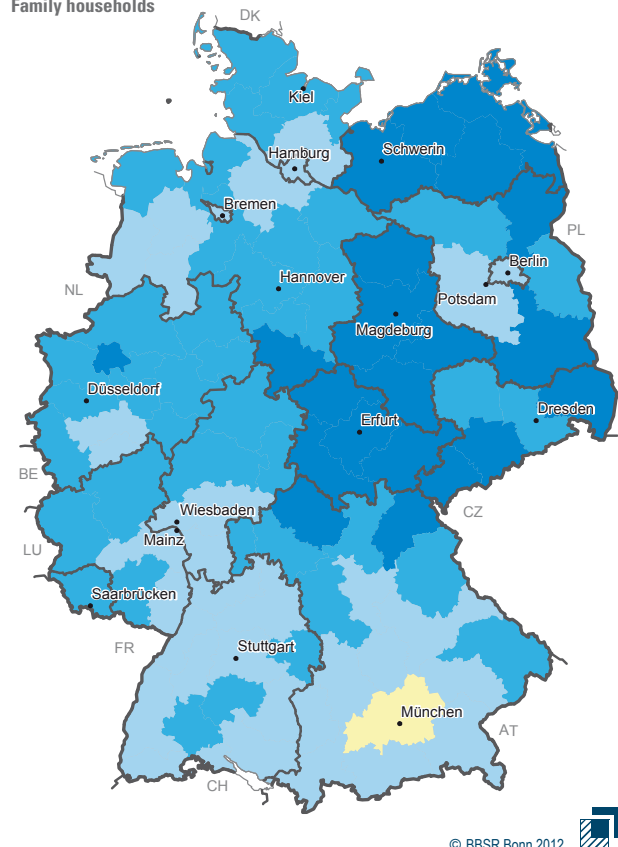 Family households
DK
Kiel
Hamburg
Schwerin
Bremen
PL
Berlin
Hannover
NL
Potsdam
Magdeburg
Düsseldorf
Dresden
Erfurt
BE
Wiesbaden
CZ
Mainz
LU
Saarbrücken
FR
Stuttgart
München
AT
CH
© BBSR Bonn 2012